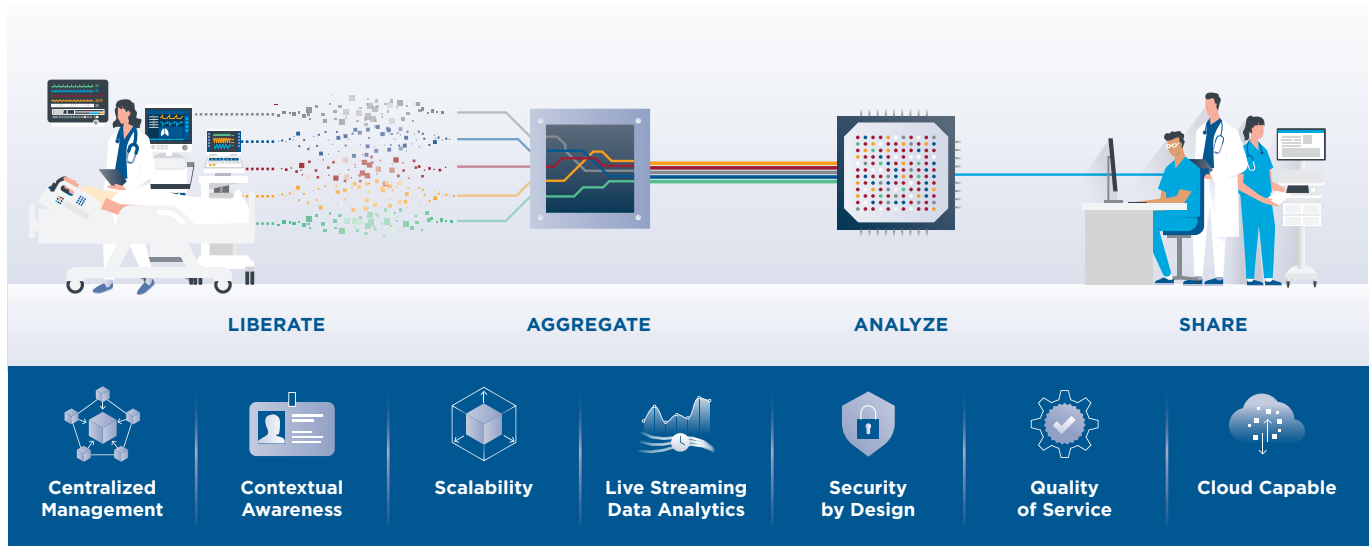 LIBERATE
AGGREGATE
ANALYZE
SHARE
Centralized
Management
Contextual
Awareness
Scalability
Live Streaming
Data Analytics
Security
by Design
Quality
of Service
Cloud Capable